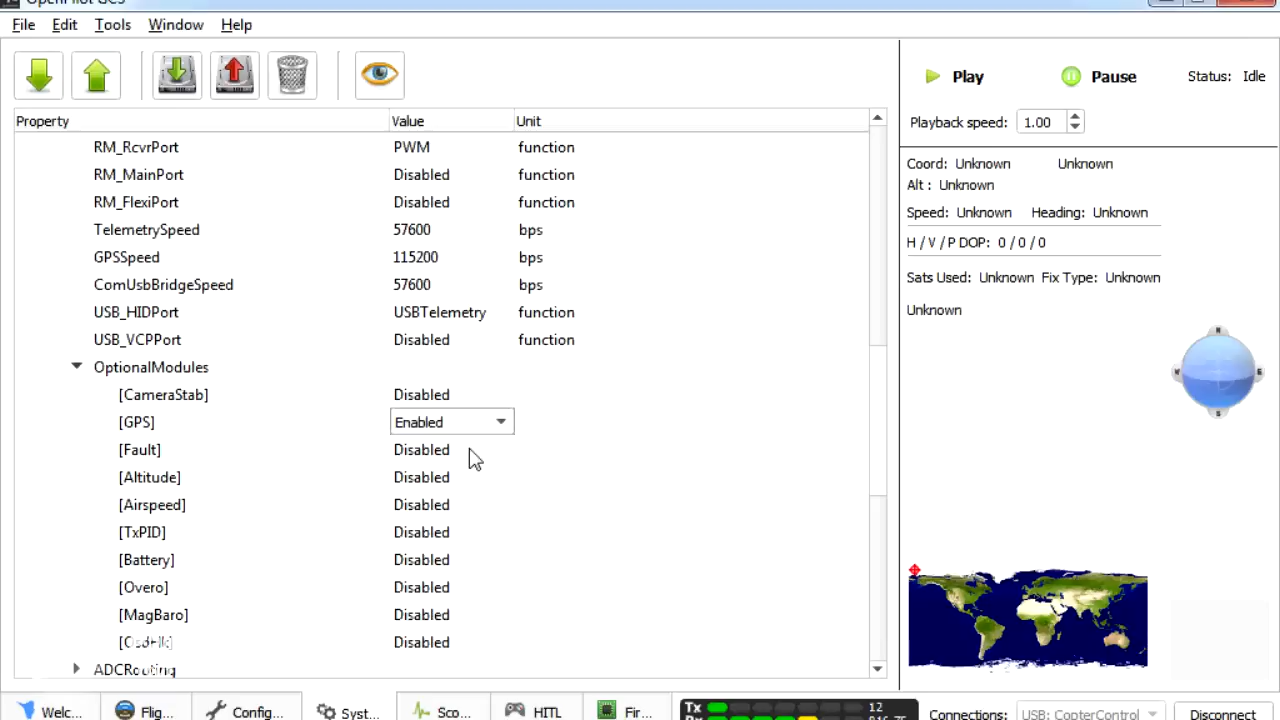 OpenPilot GCS
File Edit Tools Window Help
Property Value Unit
RM_RcvrPort PWM function
RM_MainPort Disabled function
RM_FlexiPort Disabled function
TelemetrySpeed 57600 bps
GPSSpeed 115200 bps
ComUsbBridgeSpeed 57600 bps
USB_HIDPort USBTelemetry function
USB_VCPPort Disabled function
OptionalModules
[CameraStab] Disabled
[GPS] Enabled
[Fault] Disabled
[Altitude] Disabled
[Airspeed] Disabled
[TxPID] Disabled
[Battery] Disabled
[Overo] Disabled
[MagBaro] Disabled
Disabled
ADCRouting
Play Pause Status: Idle
Playback speed: 1.00
Coord: Unknown Unknown
Alt : Unknown
Speed: Unknown Heading: Unknown
H / V / P DOP: 0 / 0 / 0
Sats Used: Unknown Fix Type: Unknown
Unknown
N
W E
S
Welc... Flig... Config... Syst... Sco... HITL Fir... Tx 12
Connections: USB: CopterControl Disconnect